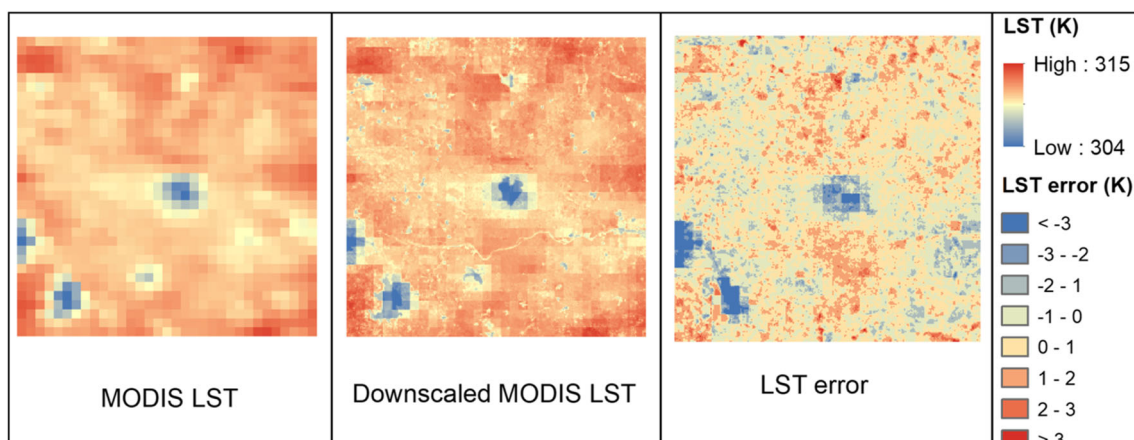 MODIS LST
Downscaled MODIS LST
LST error
LST (K)
High : 315
Low : 304
LST error (K)
< -3
-3 - -2
-2 - 1
-1 - 0
0 - 1
1 - 2
2 - 3
> 3